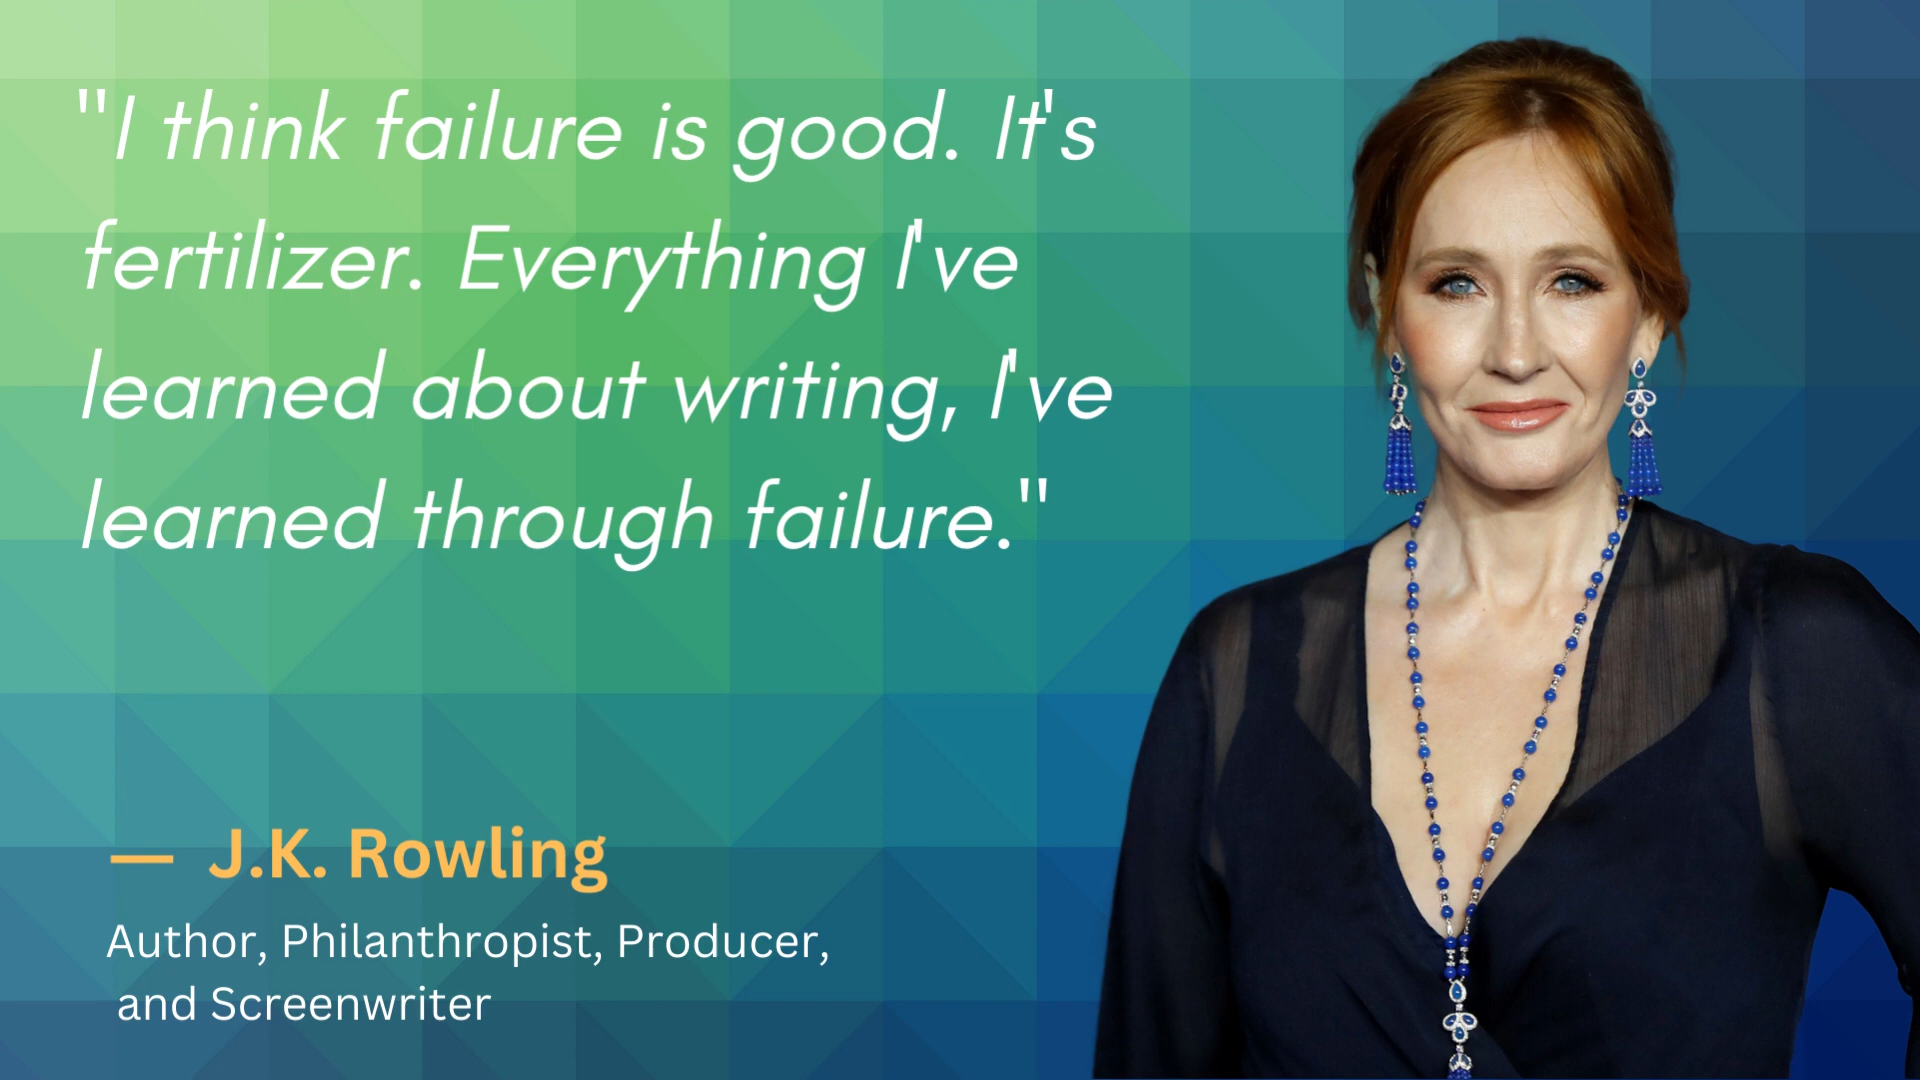 "I think failure is good. It's
fertilizer. Everything I've
learned about writing, I've
learned through failure."
— J.K. Rowling
Author, Philanthropist, Producer,
and Screenwriter